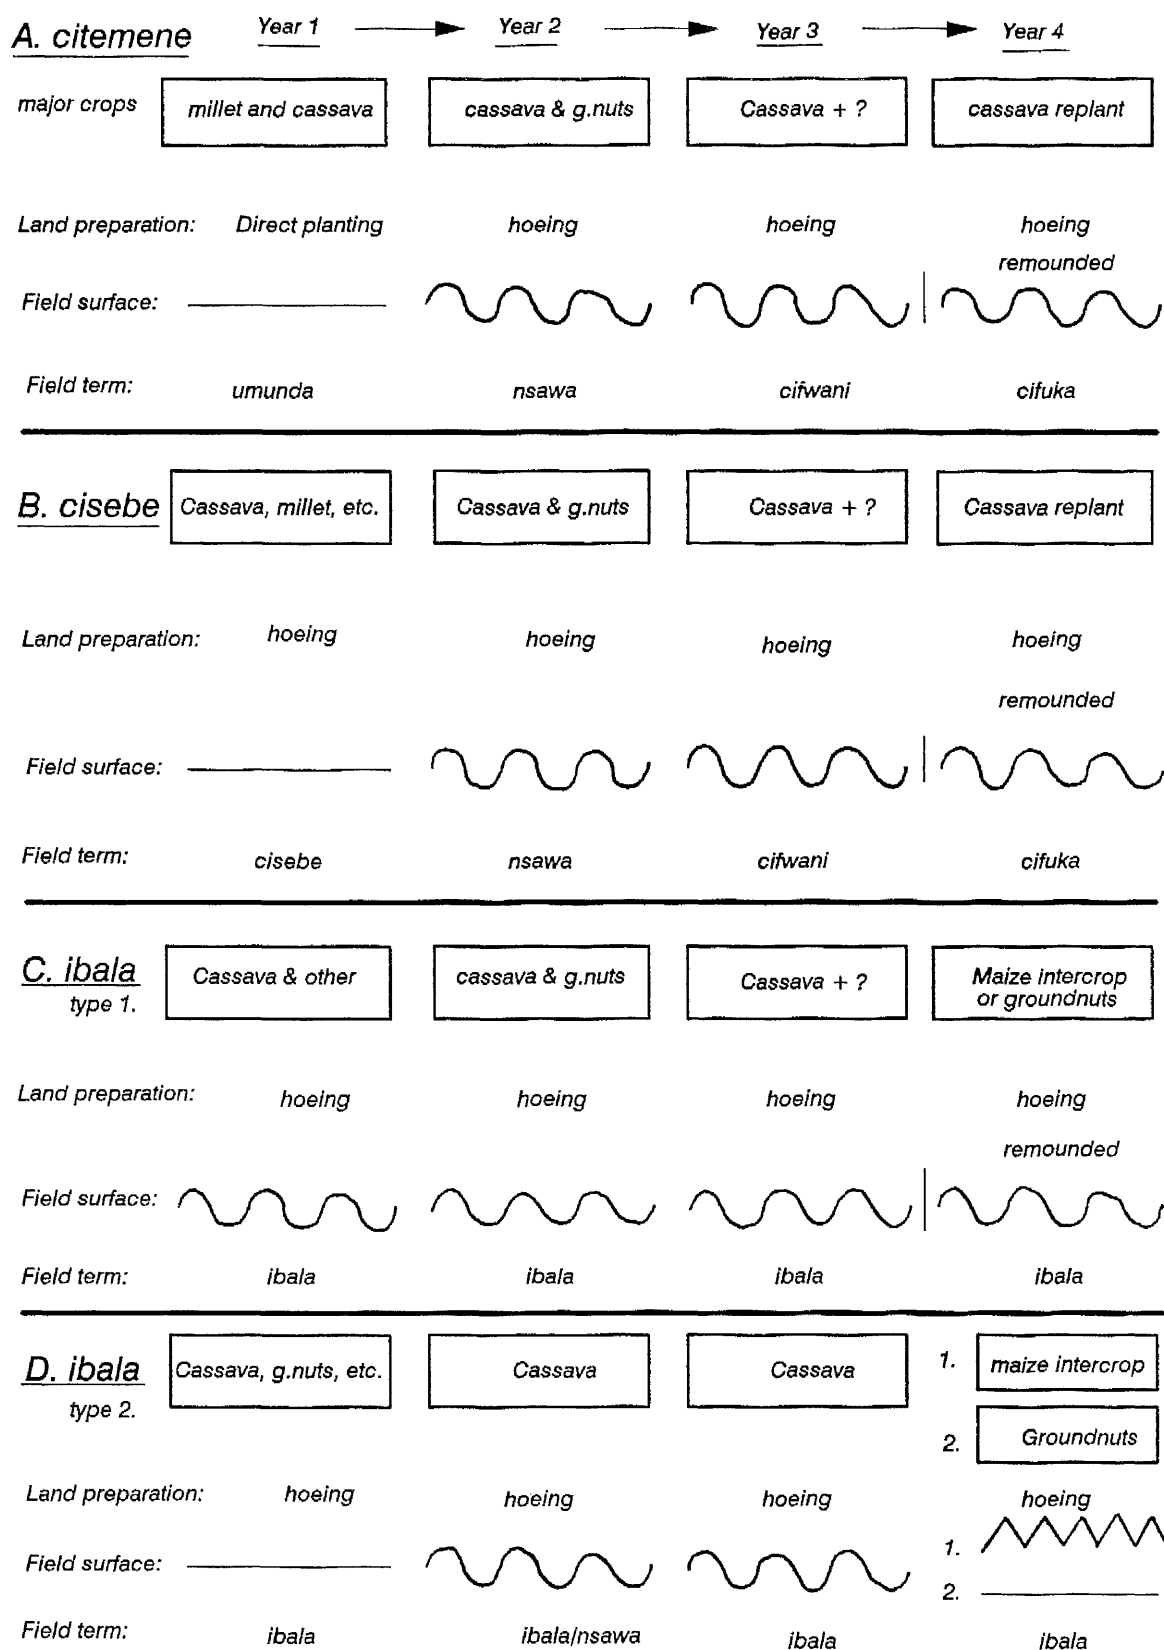 A. citemene Year 1 Year 2 Year 3 Year 4
major crops millet and cassava cassava & g.nuts Cassava + ? cassava replant
Land preparation: Direct planting hoeing hoeing hoeing
remounded
Field surface:
Field term: umunda nsawa cifwani cifuka
B. cisebe Cassava, millet, etc. Cassava & g.nuts Cassava + ? Cassava replant
Land preparation: hoeing hoeing hoeing hoeing
remounded
Field surface:
Field term: cisebe nsawa cifwani cifuka
C. ibala Cassava & other cassava & g.nuts Cassava + ? Maize intercrop
type 1. or groundnuts
Land preparation: hoeing hoeing hoeing hoeing
remounded
Field surface:
Field term: ibala ibala ibala ibala
D. ibala Cassava, g.nuts, etc. Cassava Cassava 1. maize intercrop
type 2.
2. Groundnuts
Land preparation: hoeing hoeing hoeing hoeing
Field surface: 1.
2.
Field term: ibala ibala/nsawa ibala ibala